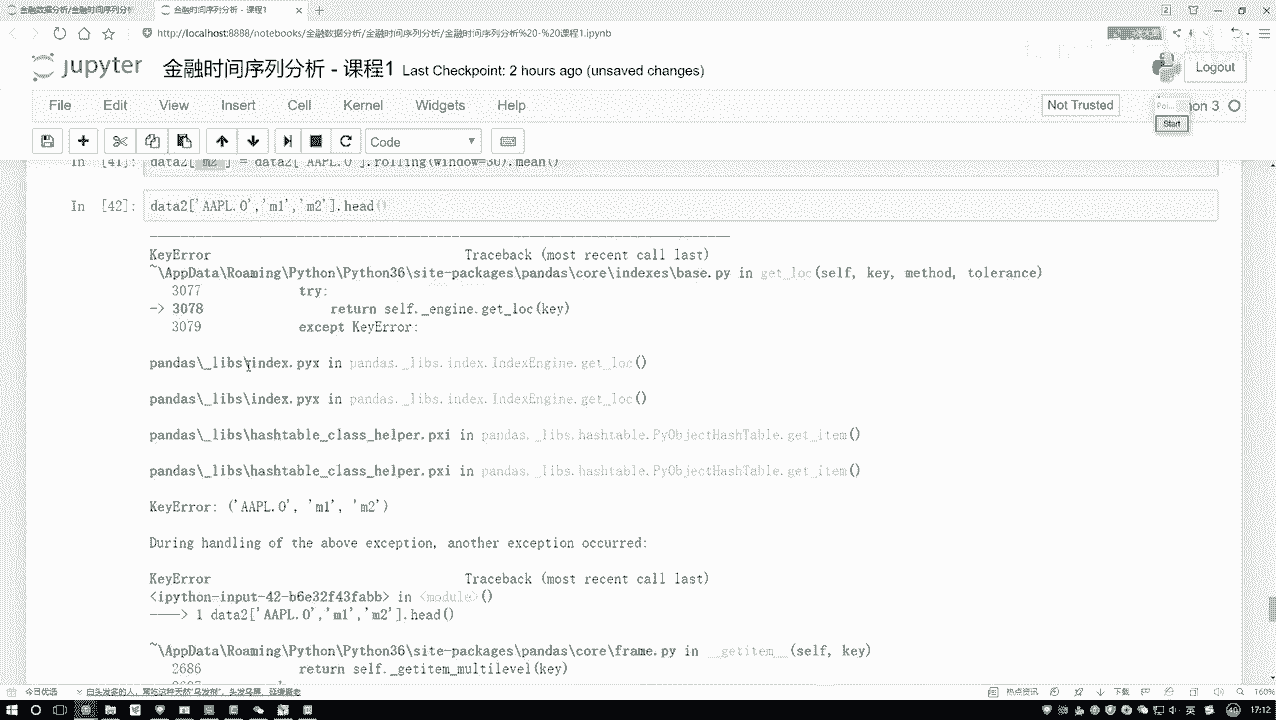 金融数据分析/金融时间序列分析
金融时间序列分析 - 课程1
http://localhost:8888/notebooks/金融数据分析/金融时间序列分析/金融时间序列分析%20-%20课程1.ipynb
jupyter 金融时间序列分析 - 课程1 Last Checkpoint: 2 hours ago (unsaved changes)
Logout
File Edit View Insert Cell Kernel Widgets Help
Not Trusted
on 3
Start
Code
In [41]: data2['m2'] = data2['AAPL.O'].rolling(window=30).mean()
In [42]: data2['AAPL.O','m1','m2'].head()
KeyError Traceback (most recent call last)
~\AppData\Roaming\Python\Python36\site-packages\pandas\core\indexes\base.py in get_loc(self, key, method, tolerance)
3077 try:
-> 3078 return self._engine.get_loc(key)
3079 except KeyError:
pandas\_libs\index.pyx in pandas._libs.index.IndexEngine.get_loc()
pandas\_libs\index.pyx in pandas._libs.index.IndexEngine.get_loc()
pandas\_libs\hashtable_class_helper.pxi in pandas._libs.hashtable.PyObjectHashTable.get_item()
pandas\_libs\hashtable_class_helper.pxi in pandas._libs.hashtable.PyObjectHashTable.get_item()
KeyError: ('AAPL.O', 'm1', 'm2')
During handling of the above exception, another exception occurred:
KeyError Traceback (most recent call last)
<ipython-input-42-b6e32f43fabb> in <module>()
----> 1 data2['AAPL.O','m1','m2'].head()
~\AppData\Roaming\Python\Python36\site-packages\pandas\core\frame.py in __getitem__(self, key)
2686 return self._getitem_multilevel(key)
今日优选
热点资讯
下载
160%
英
17:12